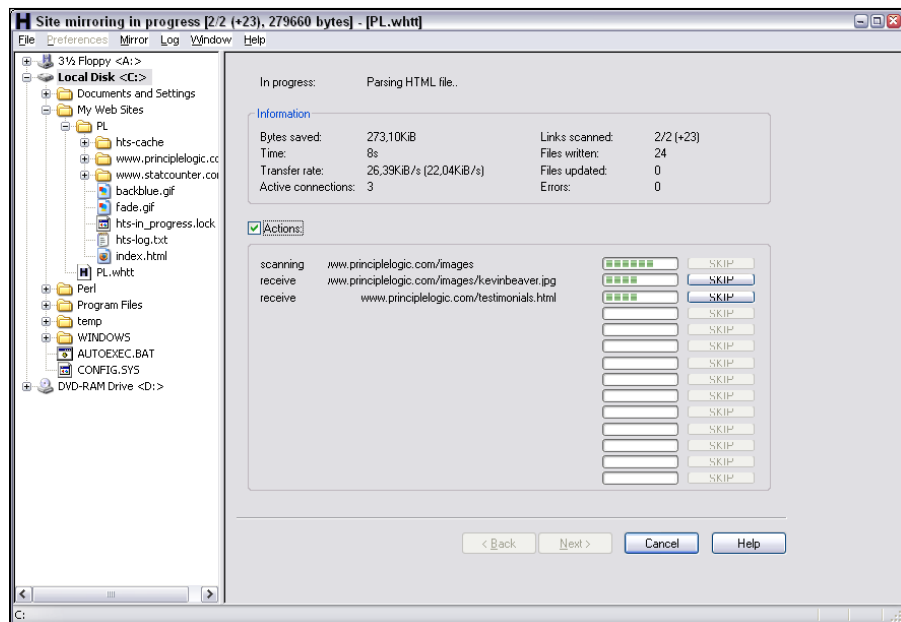 H Site mirroring in progress [2/2 (+23), 279660 bytes] - [PL.whtt]
File Preferences Mirror Log Window Help
3½ Floppy <A:>
Local Disk <C:>
Documents and Settings
My Web Sites
PL
hts-cache
www.principlelogic.cc
www.statcounter.co
backblue.gif
fade.gif
hts-in_progress.lock
hts-log.txt
index.html
H PL.whtt
Perl
Program Files
temp
WINDOWS
AUTOEXEC.BAT
CONFIG.SYS
DVD-RAM Drive <D:>
In progress: Parsing HTML file..
Information
Bytes saved: 273,10KiB Links scanned: 2/2 (+23)
Time: 8s Files written: 24
Transfer rate: 26,39KiB/s (22,04KiB/s) Files updated: 0
Active connections: 3 Errors: 0
Actions:
scanning www.principlelogic.com/images SKIP
receive www.principlelogic.com/images/kevinbeaver.jpg SKIP
receive www.principlelogic.com/testimonials.html SKIP
SKIP
SKIP
SKIP
SKIP
SKIP
SKIP
SKIP
SKIP
SKIP
SKIP
SKIP
< Back Next > Cancel Help
C: